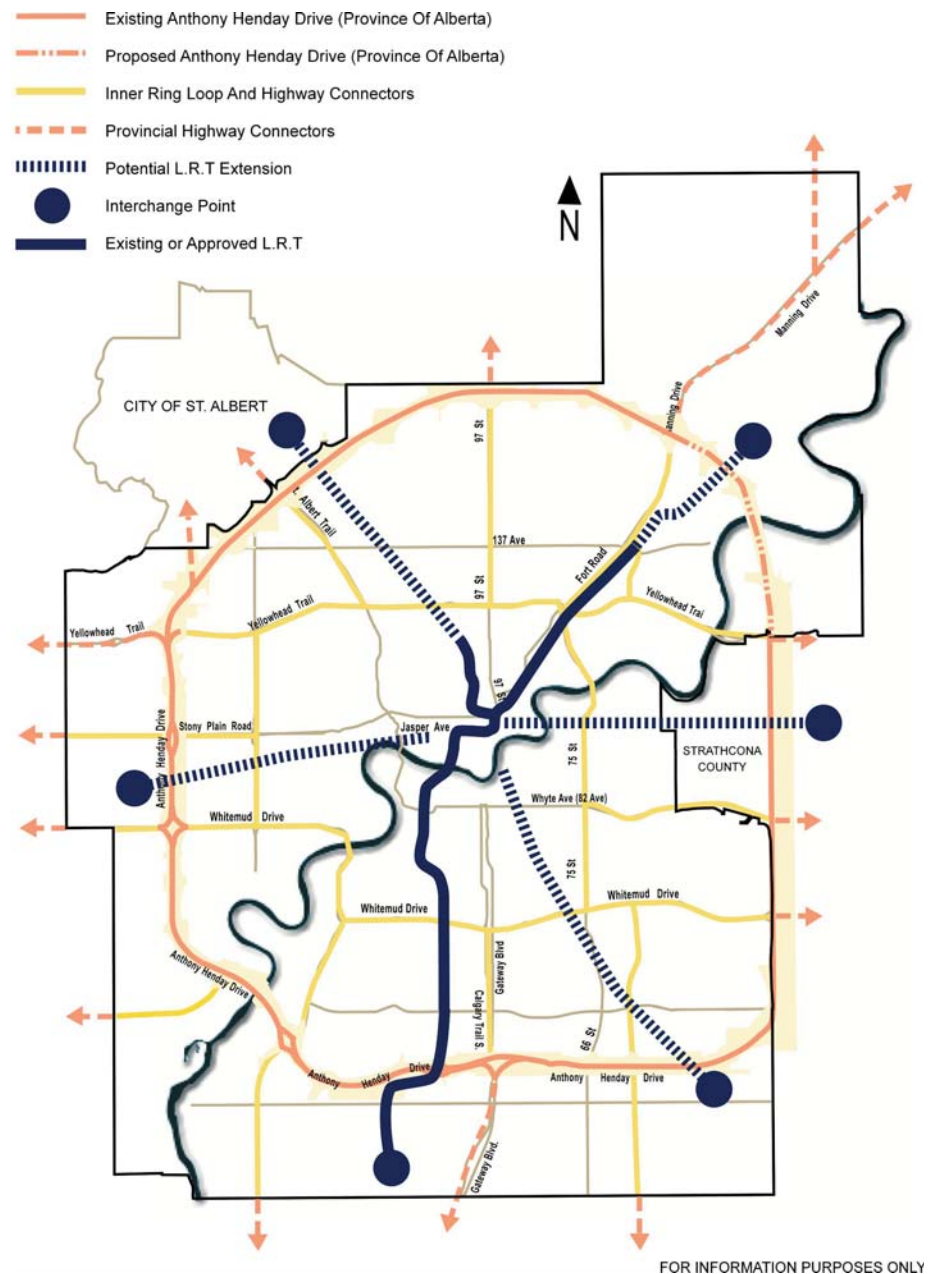 Existing Anthony Henday Drive (Province Of Alberta)
Proposed Anthony Henday Drive (Province Of Alberta)
Inner Ring Loop And Highway Connectors
Provincial Highway Connectors
Potential L.R.T Extension
Interchange Point
Existing or Approved L.R.T
N
Manning Drive
CITY OF ST. ALBERT
anning Drive
97 St
t. Albert Trail
137 Ave
Fort Road
97 St
Yellowhead Trail
Yellowhead Trai
Yellowhead Trail
97 St
Stony Plain Road
Jasper Ave
Anthony Henday Drive
75 St
STRATHCONA
COUNTY
Whyte Ave (82 Ave)
Whitemud Drive
75 St
Whitemud Drive
Whitemud Drive
Gateway Blvd
Anthony Henday Drive
Calgary Trail S.
66 St
Anthony Henday Drive
Anthony Henday Drive
Gateway Blvd.
FOR INFORMATION PURPOSES ONLY